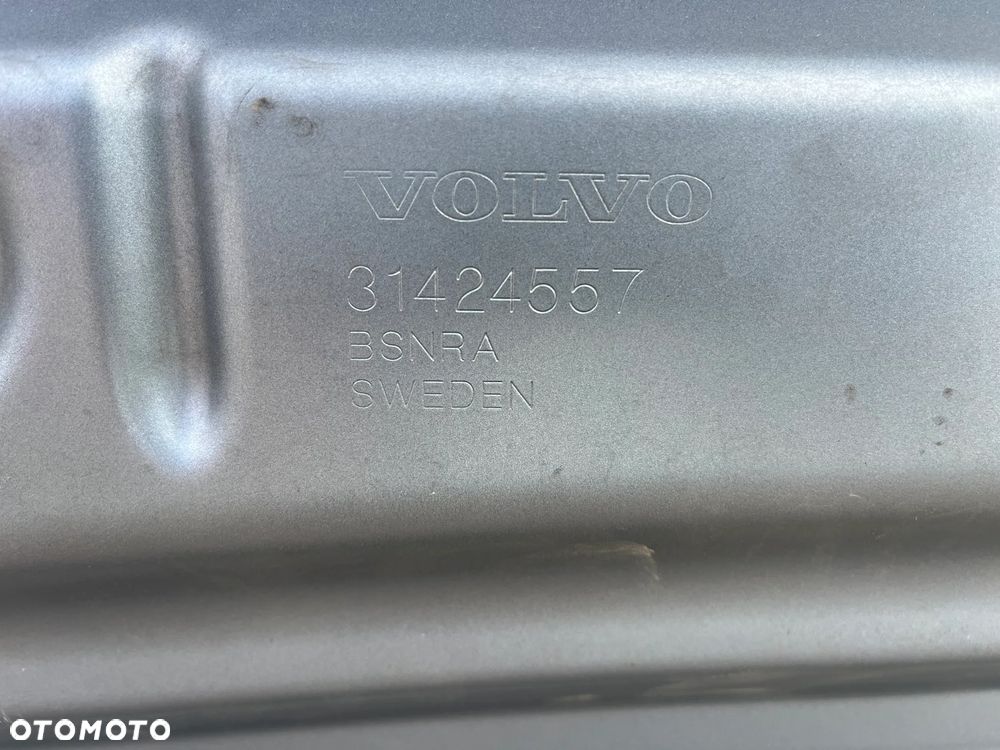 VOLVO
31424557
BSNRA
SWEDEN
OTOMOTO